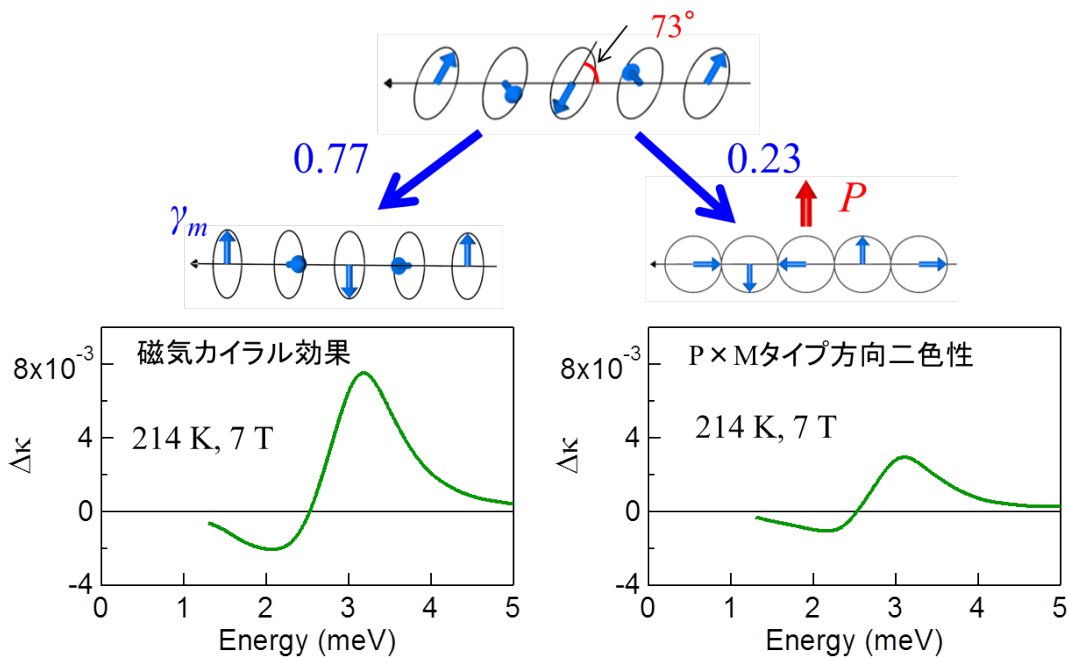 73°
0.77
0.23
P
γm
8x10-3
磁気カイラル効果
214 K, 7 T
4
0
-4
Δκ
0 1 2 3 4 5
Energy (meV)
8x10-3
P×Mタイプ方向二色性
214 K, 7 T
4
0
-4
Δκ
0 1 2 3 4 5
Energy (meV)